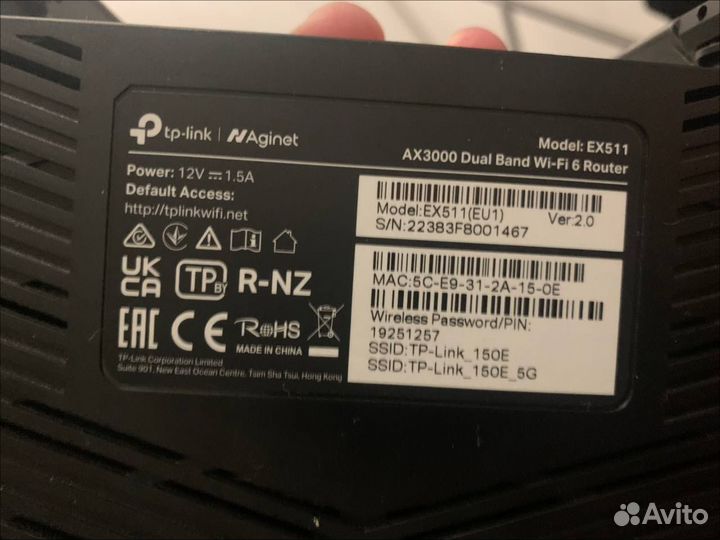 tp-link | Aginet
Model: EX511
AX3000 Dual Band Wi-Fi 6 Router
Power: 12V ⎓ 1.5A
Default Access:
http://tplinkwifi.net
Model:EX511(EU1) Ver:2.0
S/N:22383F8001467
UK
CA
TP
BY
R-NZ
MAC:5C-E9-31-2A-15-0E
Wireless Password/PIN:
19251257
SSID:TP-Link_150E
SSID:TP-Link_150E_5G
EAC CE RoHS
MADE IN CHINA
TP-Link Corporation Limited
Suite 901, New East Ocean Centre, Tsim Sha Tsui, Hong Kong
Avito